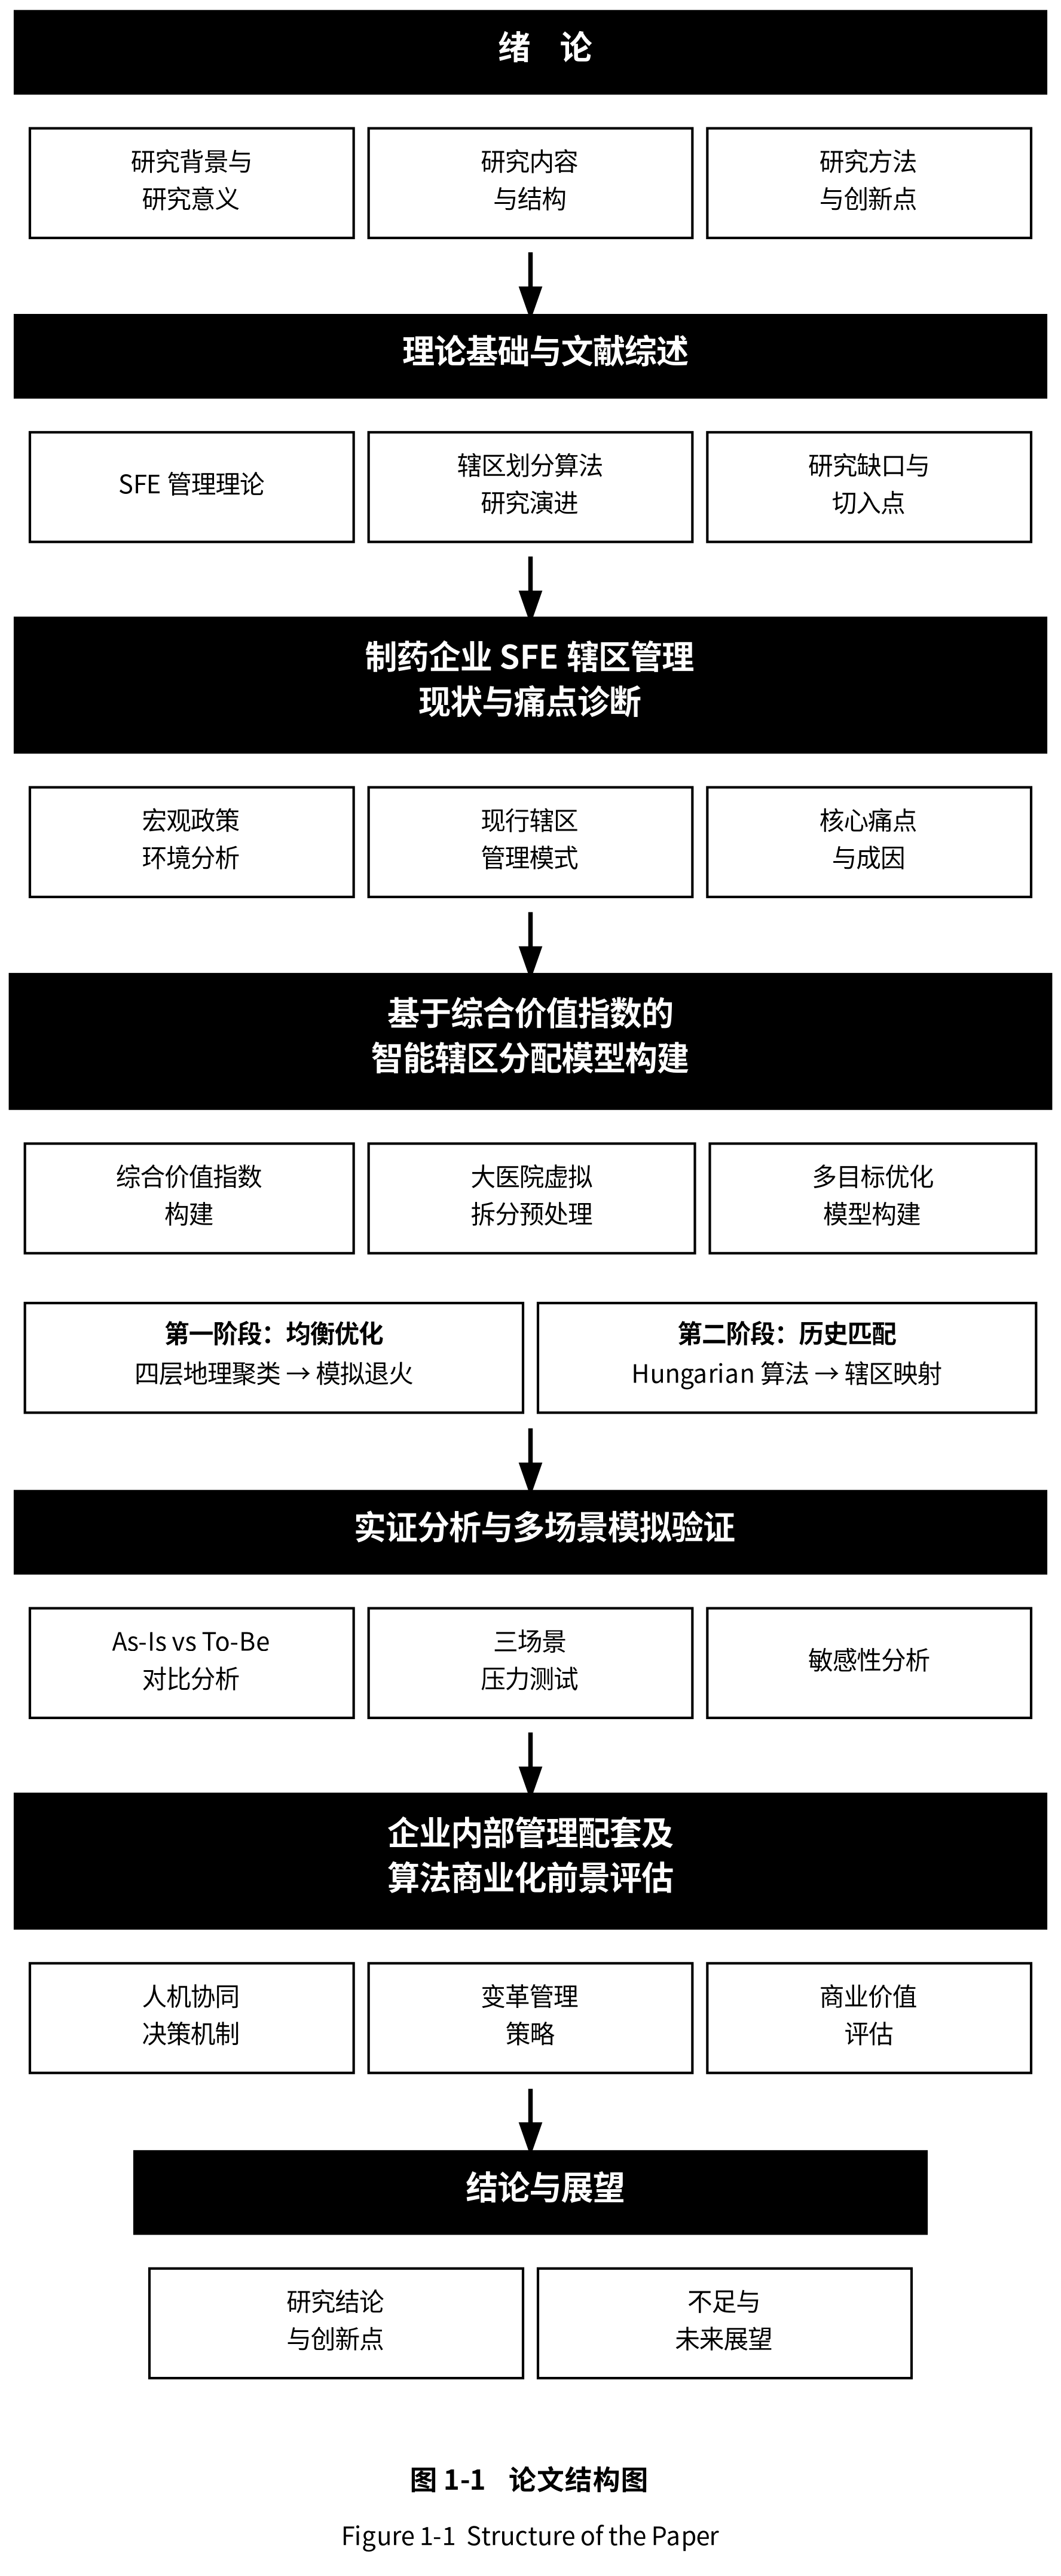 绪 论
研究背景与
研究意义
研究内容
与结构
研究方法
与创新点
理论基础与文献综述
SFE 管理理论
辖区划分算法
研究演进
研究缺口与
切入点
制药企业 SFE 辖区管理
现状与痛点诊断
宏观政策
环境分析
现行辖区
管理模式
核心痛点
与成因
基于综合价值指数的
智能辖区分配模型构建
综合价值指数
构建
大医院虚拟
拆分预处理
多目标优化
模型构建
第一阶段：均衡优化
四层地理聚类 → 模拟退火
第二阶段：历史匹配
Hungarian 算法 → 辖区映射
实证分析与多场景模拟验证
As-Is vs To-Be
对比分析
三场景
压力测试
敏感性分析
企业内部管理配套及
算法商业化前景评估
人机协同
决策机制
变革管理
策略
商业价值
评估
结论与展望
研究结论
与创新点
不足与
未来展望
图 1-1 论文结构图
Figure 1-1 Structure of the Paper